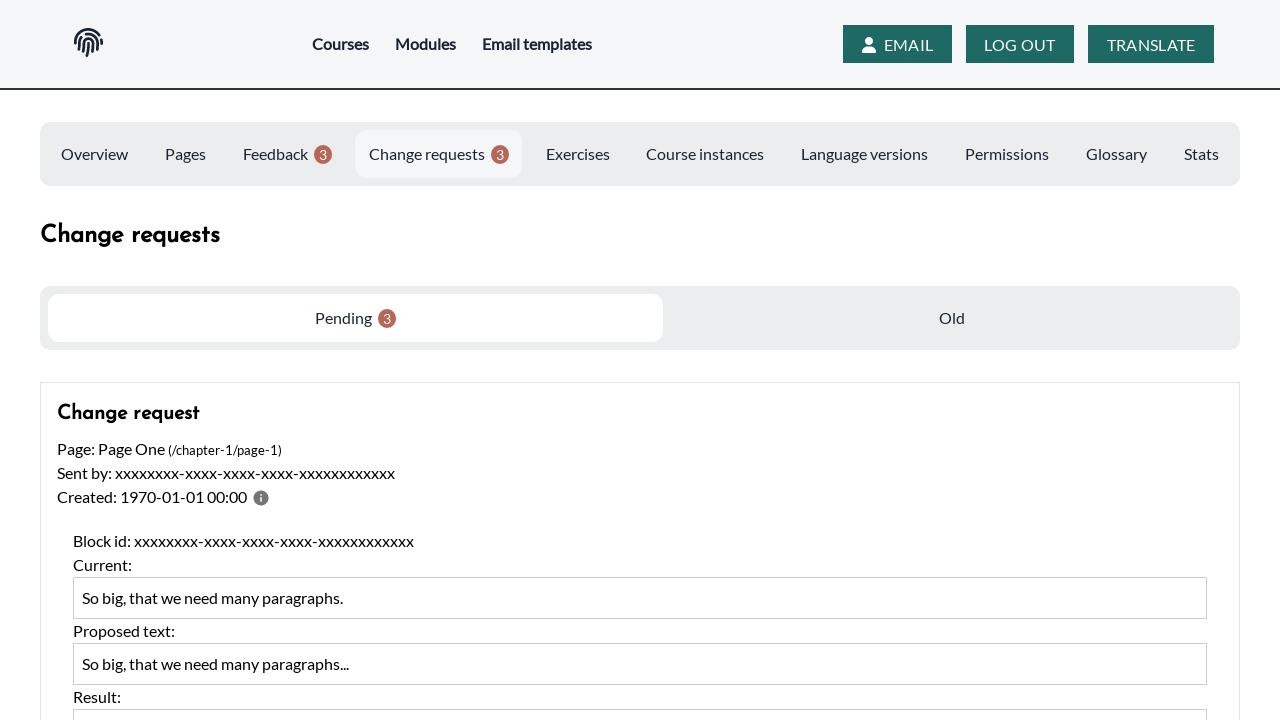 Courses Modules Email templates EMAIL LOG OUT TRANSLATE
Overview Pages Feedback 3 Change requests 3 Exercises Course instances Language versions Permissions Glossary Stats
Change requests
Pending 3 Old
Change request
Page: Page One (/chapter-1/page-1)
Sent by: xxxxxxxx-xxxx-xxxx-xxxx-xxxxxxxxxxxx
Created: 1970-01-01 00:00
Block id: xxxxxxxx-xxxx-xxxx-xxxx-xxxxxxxxxxxx
Current:
So big, that we need many paragraphs.
Proposed text:
So big, that we need many paragraphs...
Result: